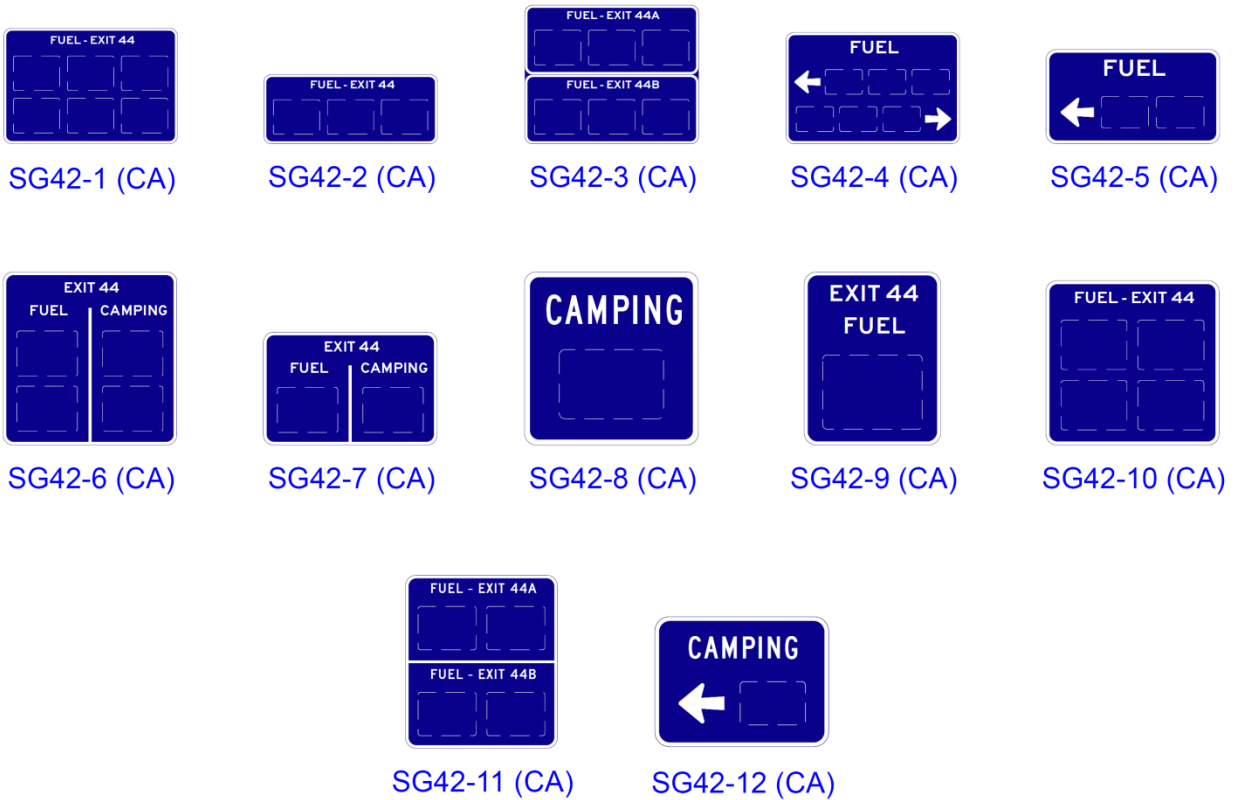 FUEL - EXIT 44
SG42-1 (CA)
FUEL - EXIT 44
SG42-2 (CA)
FUEL - EXIT 44A
FUEL - EXIT 44B
SG42-3 (CA)
FUEL
SG42-4 (CA)
FUEL
SG42-5 (CA)
EXIT 44
FUEL CAMPING
SG42-6 (CA)
EXIT 44
FUEL CAMPING
SG42-7 (CA)
CAMPING
SG42-8 (CA)
EXIT 44
FUEL
SG42-9 (CA)
FUEL - EXIT 44
SG42-10 (CA)
FUEL - EXIT 44A
FUEL - EXIT 44B
SG42-11 (CA)
CAMPING
SG42-12 (CA)